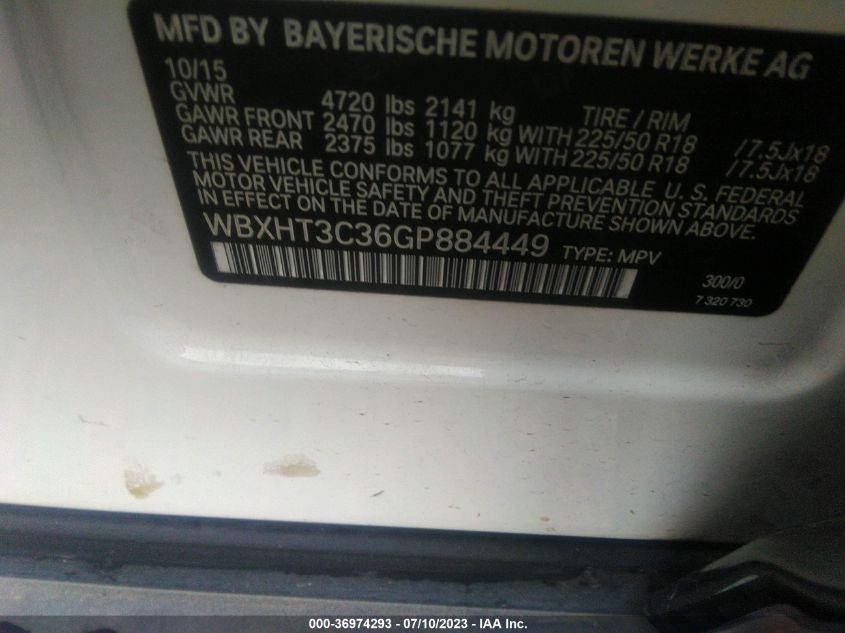 MFD BY BAYERISCHE MOTOREN WERKE AG
10/15
GVWR 4720 lbs 2141 kg TIRE / RIM
GAWR FRONT 2470 lbs 1120 kg WITH 225/50 R18 /7.5Jx18
GAWR REAR 2375 lbs 1077 kg WITH 225/50 R18 /7.5Jx18
THIS VEHICLE CONFORMS TO ALL APPLICABLE U. S. FEDERAL
MOTOR VEHICLE SAFETY AND THEFT PREVENTION STANDARDS
IN EFFECT ON THE DATE OF MANUFACTURE SHOWN ABOVE.
WBXHT3C36GP884449 TYPE: MPV
300/0
7 320 730
000-36974293 - 07/10/2023 - IAA Inc.